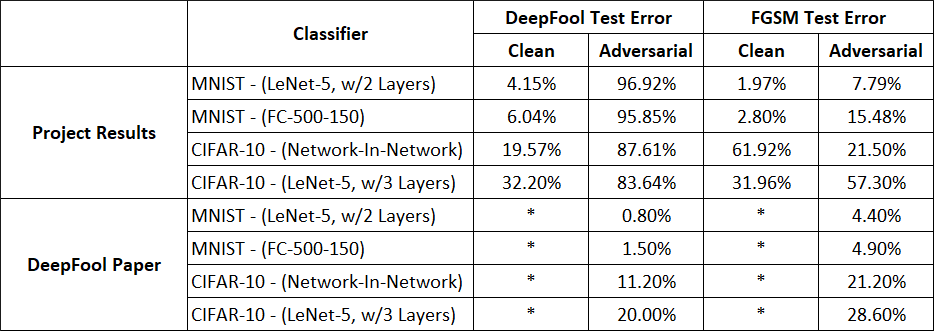 Classifier DeepFool Test Error FGSM Test Error
Clean Adversarial Clean Adversarial
Project Results
MNIST - (LeNet-5, w/2 Layers) 4.15% 96.92% 1.97% 7.79%
MNIST - (FC-500-150) 6.04% 95.85% 2.80% 15.48%
CIFAR-10 - (Network-In-Network) 19.57% 87.61% 61.92% 21.50%
CIFAR-10 - (LeNet-5, w/3 Layers) 32.20% 83.64% 31.96% 57.30%
DeepFool Paper
MNIST - (LeNet-5, w/2 Layers) * 0.80% * 4.40%
MNIST - (FC-500-150) * 1.50% * 4.90%
CIFAR-10 - (Network-In-Network) * 11.20% * 21.20%
CIFAR-10 - (LeNet-5, w/3 Layers) * 20.00% * 28.60%